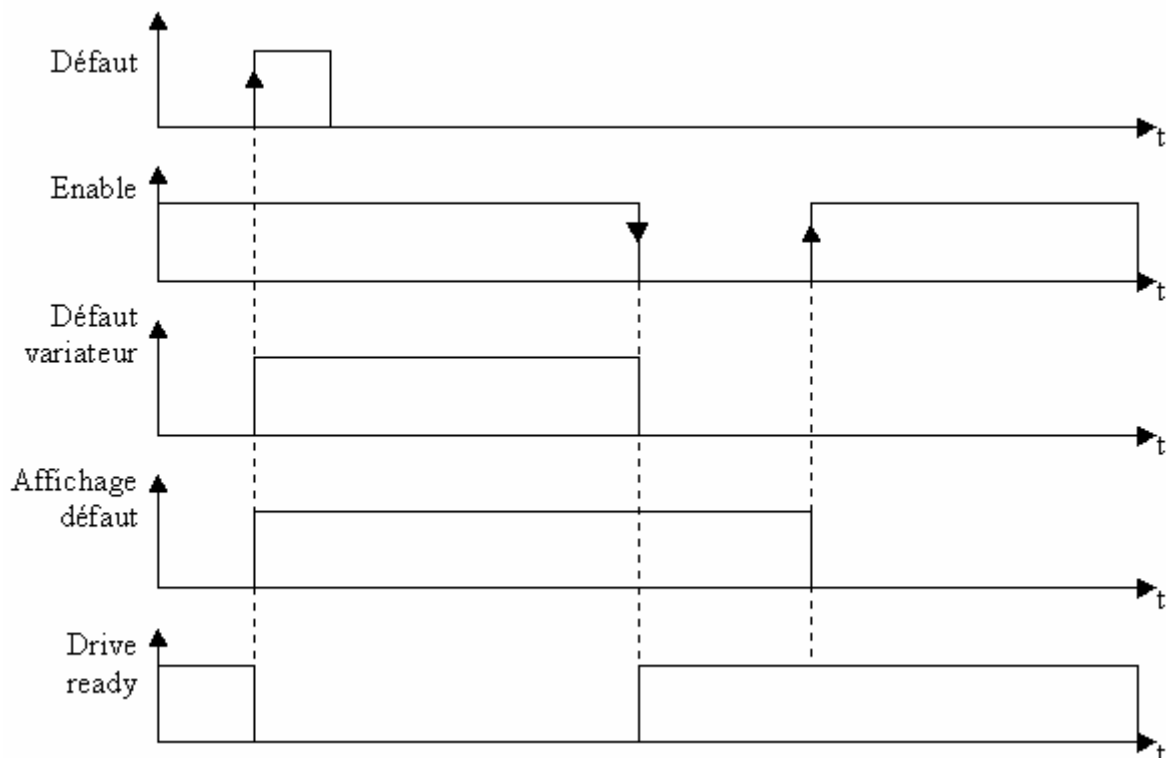 Défaut
t
Enable
t
Défaut
variateur
t
Affichage
défaut
t
Drive
ready
t